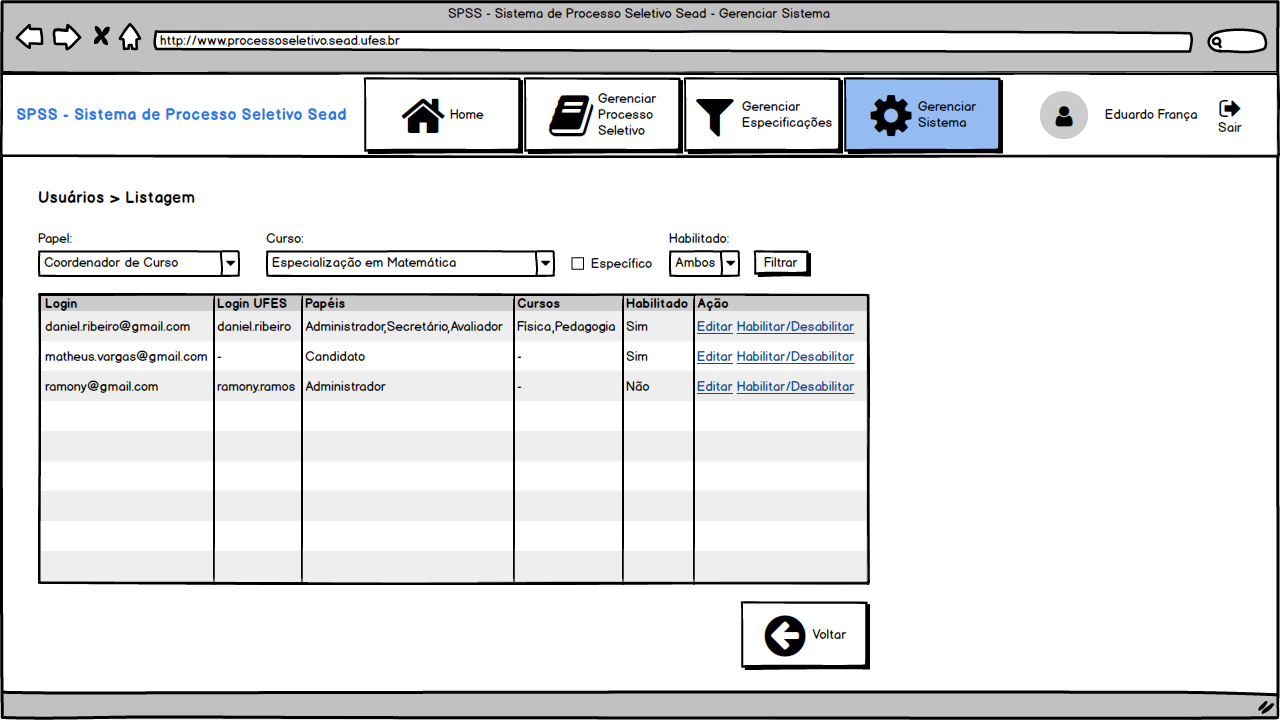 SPSS - Sistema de Processo Seletivo Sead - Gerenciar Sistema
http://www.processoseletivo.sead.ufes.br
SPSS - Sistema de Processo Seletivo Sead
Home
Gerenciar
Processo
Seletivo
Gerenciar
Especificações
Gerenciar
Sistema
Eduardo França
Sair
Usuários > Listagem
Papel: Curso: Habilitado:
Coordenador de Curso Especialização em Matemática Específico Ambos Filtrar
Login Login UFES Papéis Cursos Habilitado Ação
daniel.ribeiro@gmail.com daniel.ribeiro Administrador,Secretário,Avaliador Física,Pedagogia Sim Editar Habilitar/Desabilitar
matheus.vargas@gmail.com - Candidato - Sim Editar Habilitar/Desabilitar
ramony@gmail.com ramony.ramos Administrador - Não Editar Habilitar/Desabilitar
Voltar